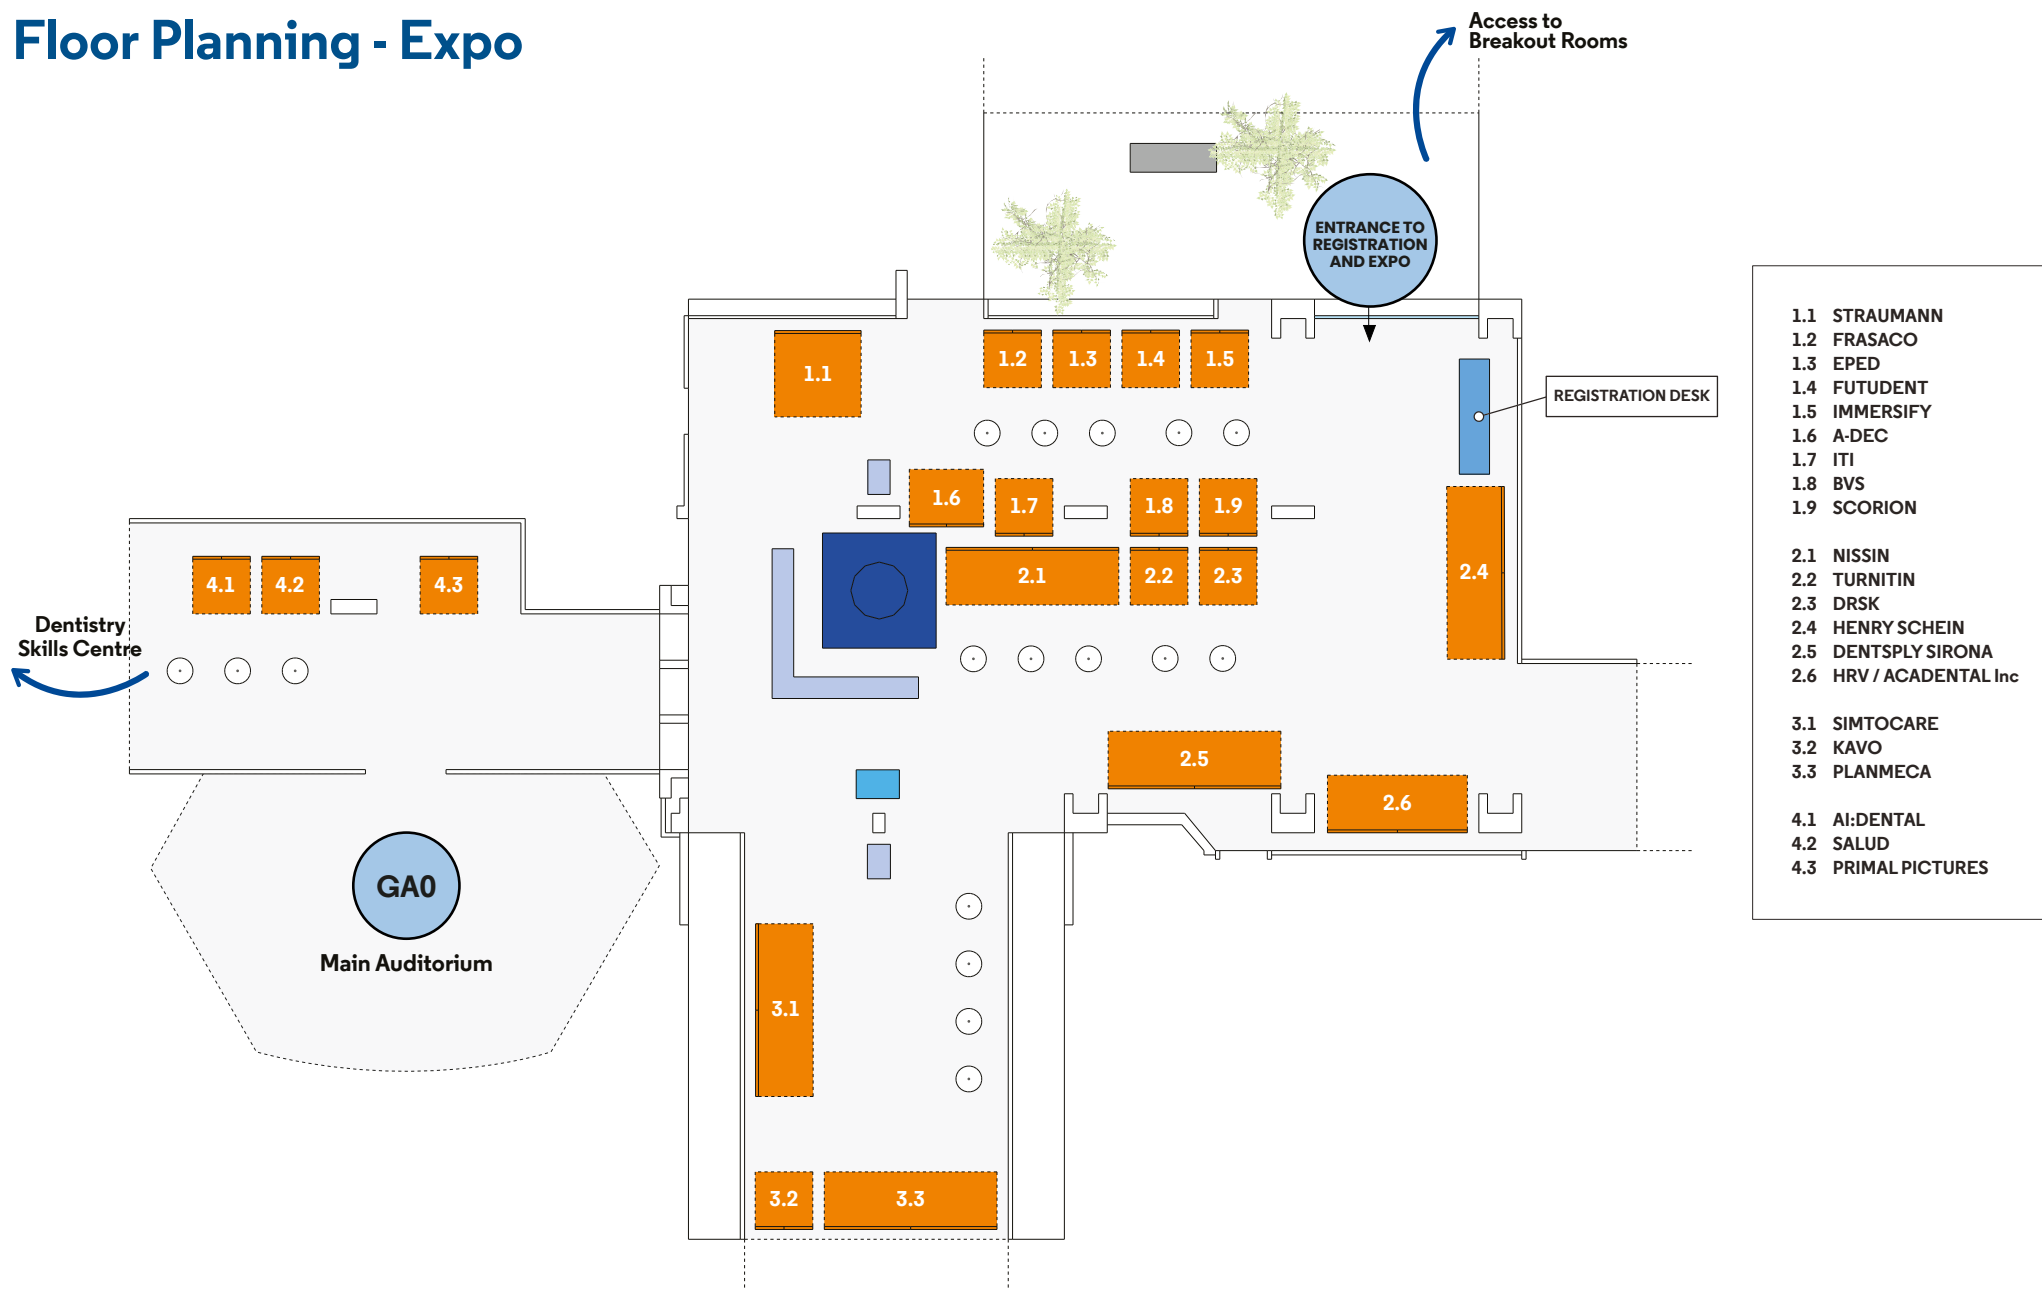 Floor Planning - Expo
Access to
Breakout Rooms
ENTRANCE TO
REGISTRATION
AND EXPO
REGISTRATION DESK
1.1
1.2
1.3
1.4
1.5
1.6
1.7
1.8
1.9
2.1
2.2
2.3
2.4
4.1
4.2
4.3
Dentistry
Skills Centre
2.5
2.6
GA0
Main Auditorium
3.1
3.2
3.3
1.1 STRAUMANN
1.2 FRASACO
1.3 EPED
1.4 FUTUDENT
1.5 IMMERSIFY
1.6 A-DEC
1.7 ITI
1.8 BVS
1.9 SCORION
2.1 NISSIN
2.2 TURNITIN
2.3 DRSK
2.4 HENRY SCHEIN
2.5 DENTSPLY SIRONA
2.6 HRV / ACADENTAL Inc
3.1 SIMTOCARE
3.2 KAVO
3.3 PLANMECA
4.1 AI:DENTAL
4.2 SALUD
4.3 PRIMAL PICTURES